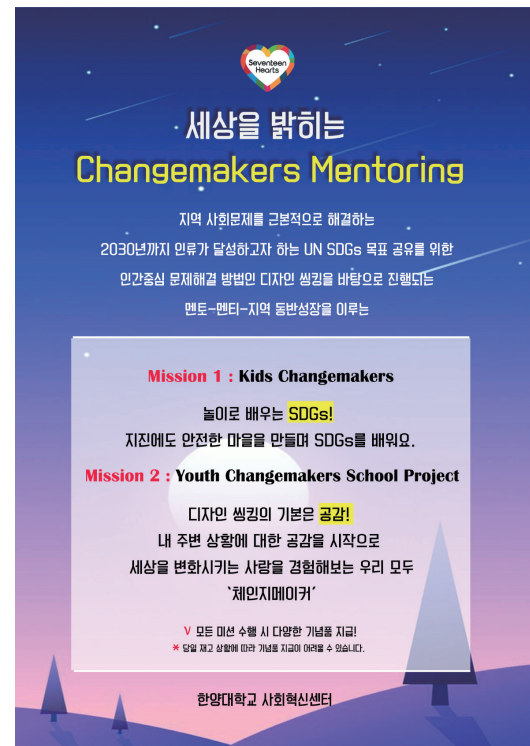 Seventeen
Hearts
세상을 밝히는
Changemakers Mentoring
지역 사회문제를 근본적으로 해결하는
2030년까지 인류가 달성하고자 하는 UN SDGs 목표 공유를 위한
인간중심 문제해결 방법인 디자인 씽킹을 바탕으로 진행되는
멘토-멘티-지역 동반성장을 이루는
Mission 1 : Kids Changemakers
놀이로 배우는 SDGs!
지진에도 안전한 마을을 만들며 SDGs를 배워요.
Mission 2 : Youth Changemakers School Project
디자인 씽킹의 기본은 공감!
내 주변 상황에 대한 공감을 시작으로
세상을 변화시키는 사랑을 경험해보는 우리 모두
‘체인지메이커’
V 모든 미션 수행 시 다양한 기념품 지급!
* 당일 재고 상황에 따라 기념품 지급이 어려울 수 있습니다.
한양대학교 사회혁신센터